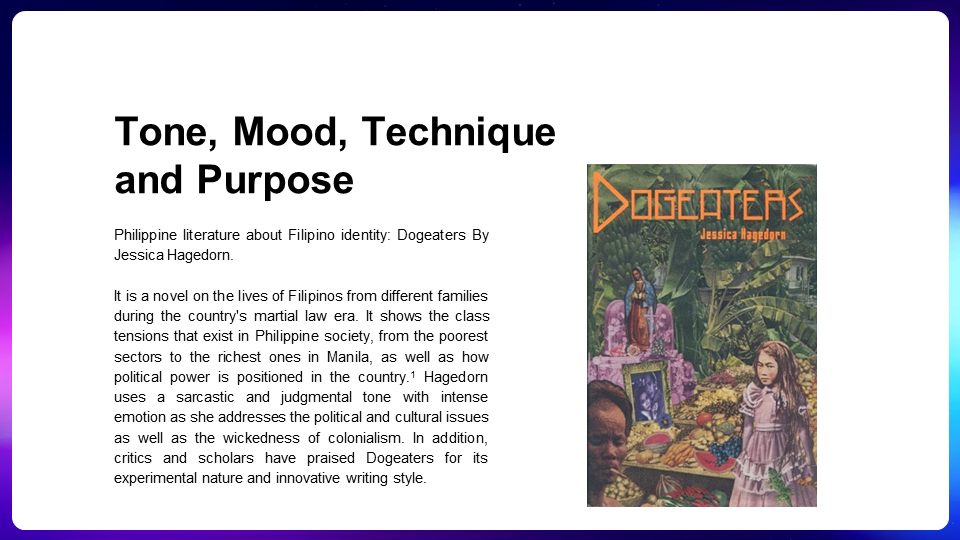 Tone, Mood, Technique
and Purpose
Philippine literature about Filipino identity: Dogeaters By
Jessica Hagedorn.
It is a novel on the lives of Filipinos from different families
during the country's martial law era. It shows the class
tensions that exist in Philippine society, from the poorest
sectors to the richest ones in Manila, as well as how
political power is positioned in the country.¹ Hagedorn
uses a sarcastic and judgmental tone with intense
emotion as she addresses the political and cultural issues
as well as the wickedness of colonialism. In addition,
critics and scholars have praised Dogeaters for its
experimental nature and innovative writing style.
DOGEATERS
Jessica Hagedorn